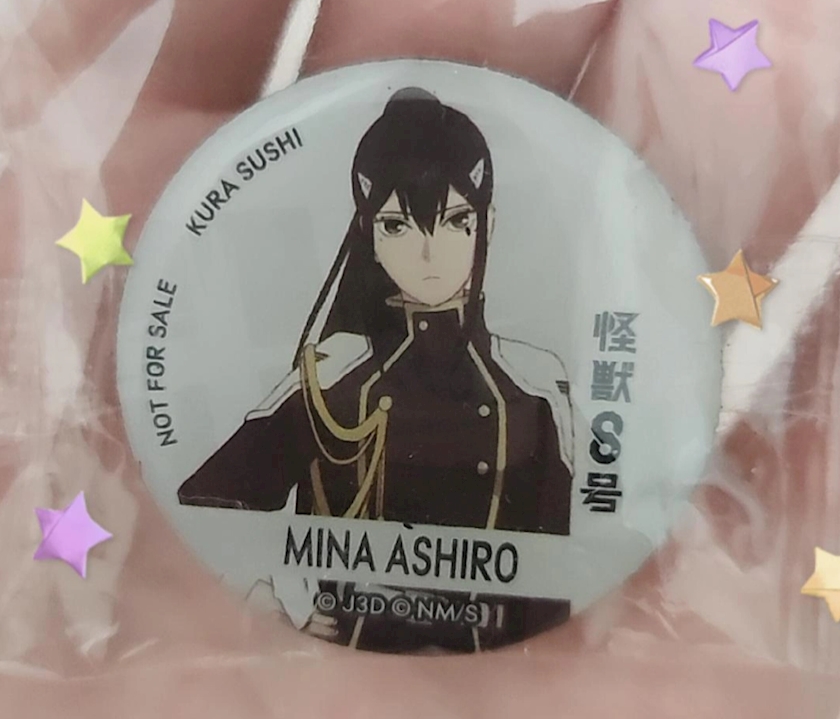 KURA SUSHI
NOT FOR SALE
怪獣8号
MINA ASHIRO
© J3D © NM/S